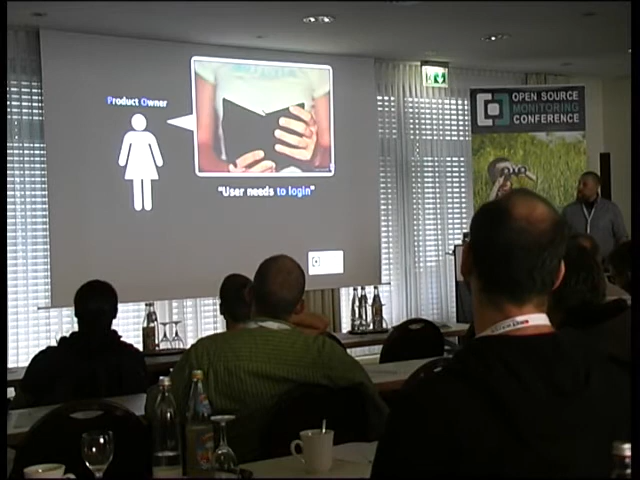 Product Owner
"User needs to login"
OPEN SOURCE
MONITORING
CONFERENCE